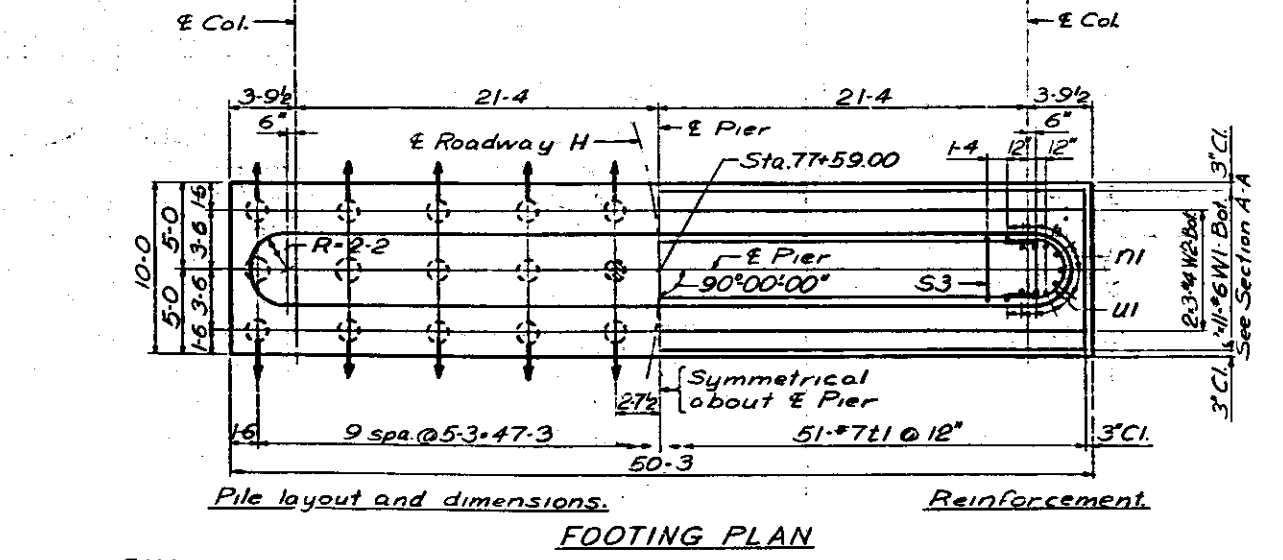 ℄ Col.
℄ Col.
3-9½
21-4
21-4
3-9½
6"
℄ Roadway H
℄ Pier
6"
Sta.77+59.00
1-4
12"
12"
3"Cl.
10-0
5-0
5-0
1-6
3-6
3-6
1-6
R=2-2
℄ Pier
90°00'00"
S3
n1
u1
2-3-#4 W2-Bot.
11-#6 W1-Bot.
See Section A-A
3"Cl.
2-7½
Symmetrical
about ℄ Pier
1-6
9 spa.@5-3=47-3
51-#7t1@12"
3"Cl.
50-3
Pile layout and dimensions.
Reinforcement.
FOOTING PLAN